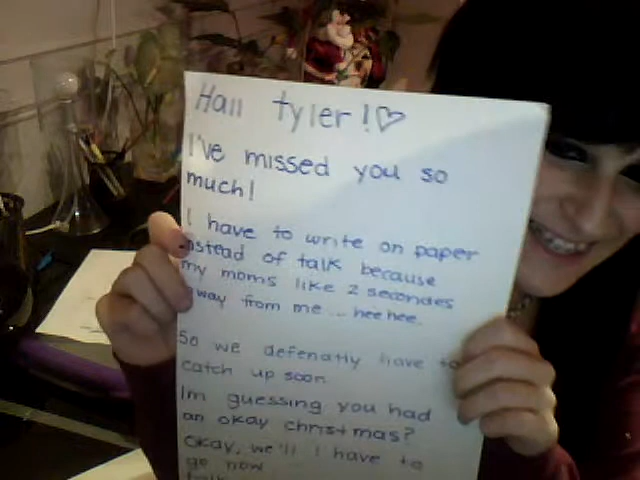 Haii tyler!♡
I've missed you so
much!
I have to write on paper
instead of talk because
my moms like 2 secondes
away from me... hee hee.
So we defenatly have to
catch up soon
Im guessing you had
an okay christmas?
Okay, we'll I have to
go now